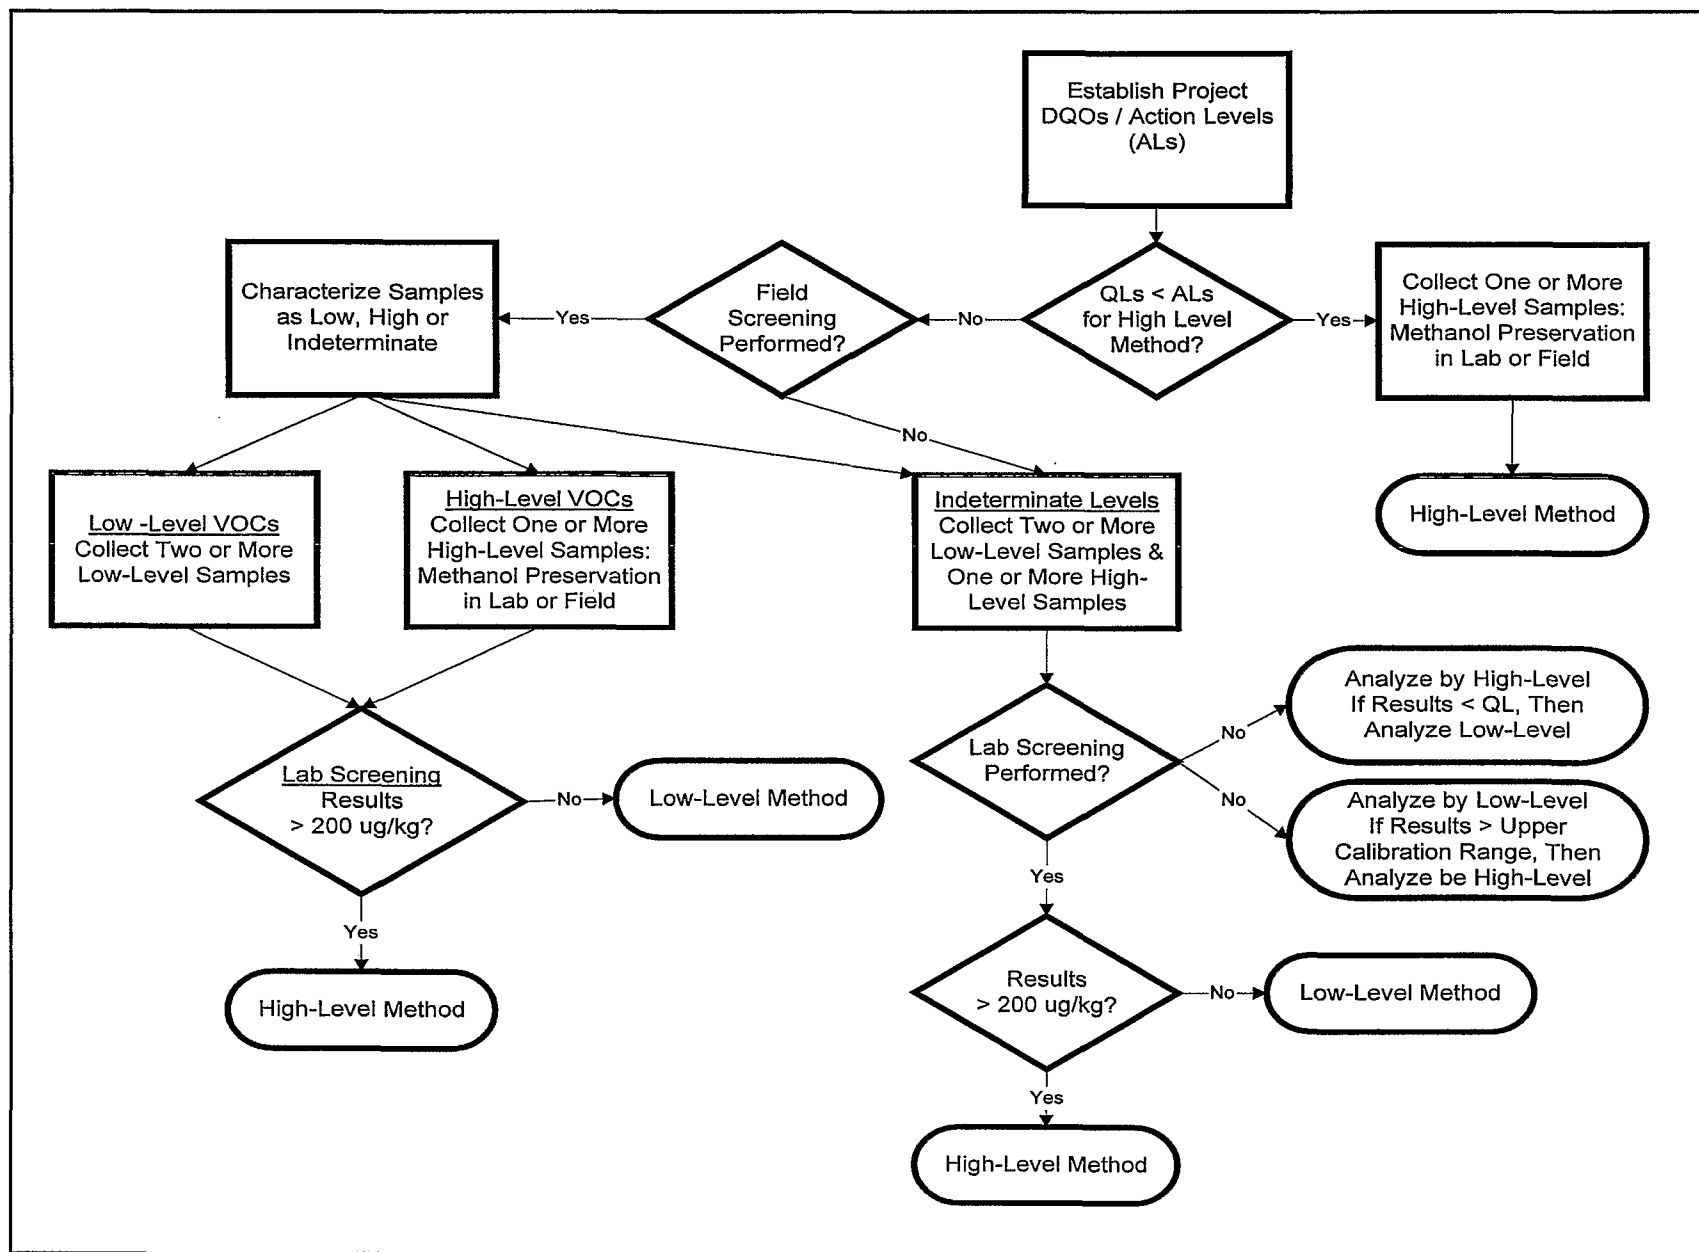 Establish Project
DQOs / Action Levels
(ALs)
QLs < ALs
for High Level
Method?
Yes
Collect One or More
High-Level Samples:
Methanol Preservation
in Lab or Field
High-Level Method
No
Field
Screening
Performed?
Yes
Characterize Samples
as Low, High or
Indeterminate
No
Low -Level VOCs
Collect Two or More
Low-Level Samples
High-Level VOCs
Collect One or More
High-Level Samples:
Methanol Preservation
in Lab or Field
Indeterminate Levels
Collect Two or More
Low-Level Samples &
One or More High-
Level Samples
Lab Screening
Results
> 200 ug/kg?
No
Low-Level Method
Yes
High-Level Method
Lab Screening
Performed?
No
Analyze by High-Level
If Results < QL, Then
Analyze Low-Level
No
Analyze by Low-Level
If Results > Upper
Calibration Range, Then
Analyze be High-Level
Yes
Results
> 200 ug/kg?
No
Low-Level Method
Yes
High-Level Method